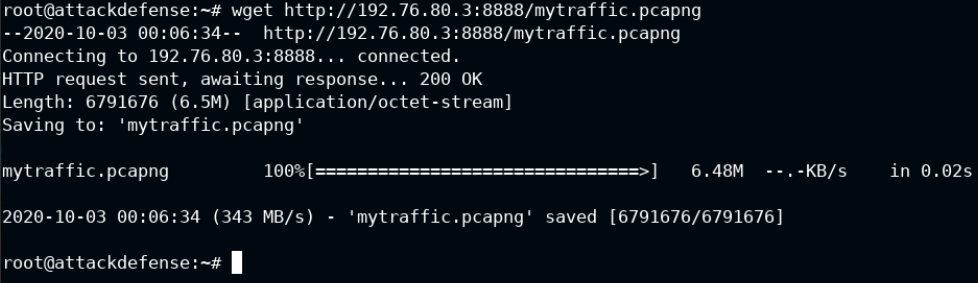 root@attackdefense:~# wget http://192.76.80.3:8888/mytraffic.pcapng
--2020-10-03 00:06:34--  http://192.76.80.3:8888/mytraffic.pcapng
Connecting to 192.76.80.3:8888... connected.
HTTP request sent, awaiting response... 200 OK
Length: 6791676 (6.5M) [application/octet-stream]
Saving to: 'mytraffic.pcapng'
mytraffic.pcapng         100%[===============================>]   6.48M  --.-KB/s    in 0.02s
2020-10-03 00:06:34 (343 MB/s) - 'mytraffic.pcapng' saved [6791676/6791676]
root@attackdefense:~#